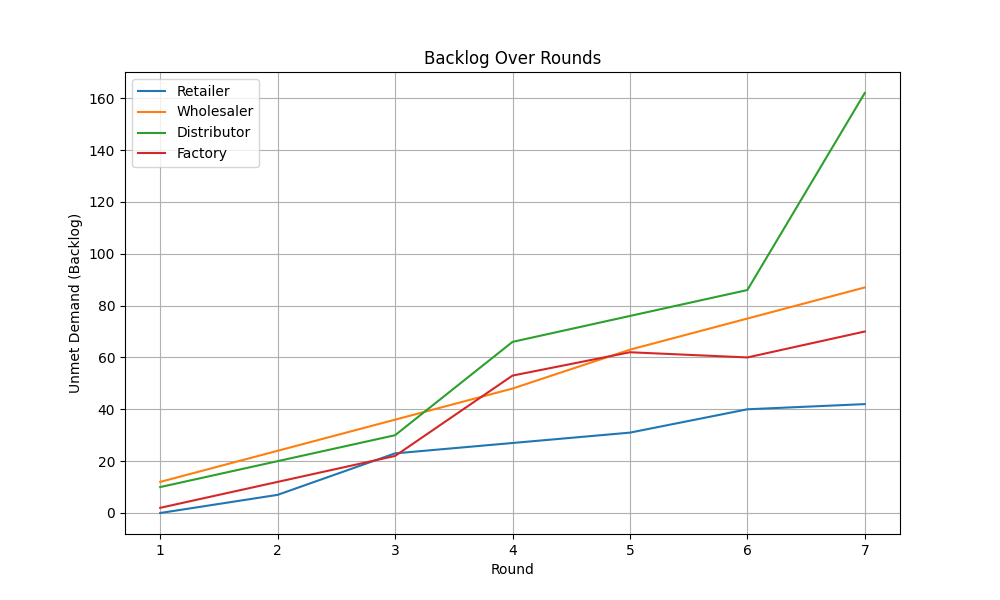 Backlog Over Rounds
Retailer
Wholesaler
Distributor
Factory
Unmet Demand (Backlog)
160
140
120
100
80
60
40
20
0
1 2 3 4 5 6 7
Round